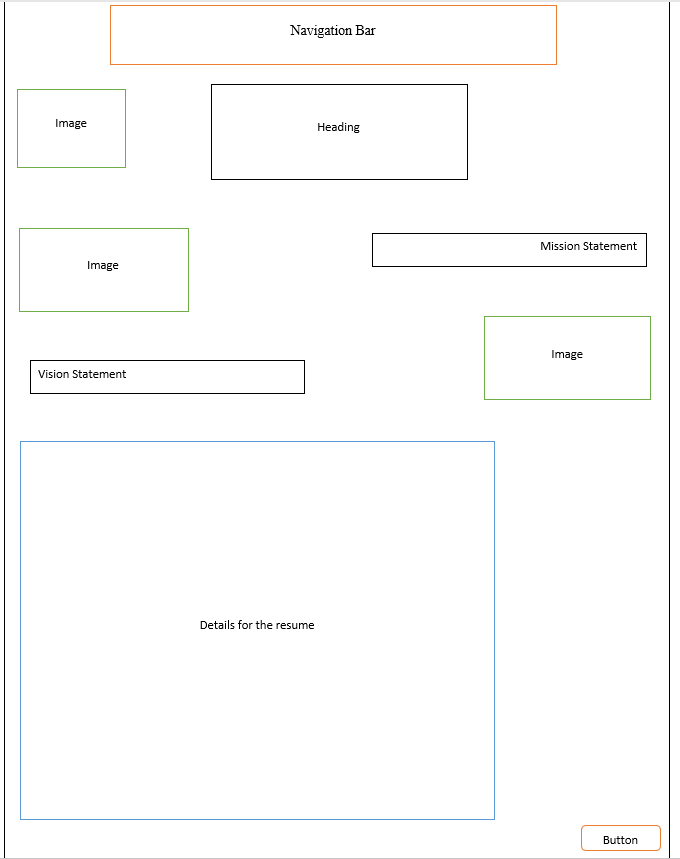 Navigation Bar
Image
Heading
Image
Mission Statement
Image
Vision Statement
Details for the resume
Button